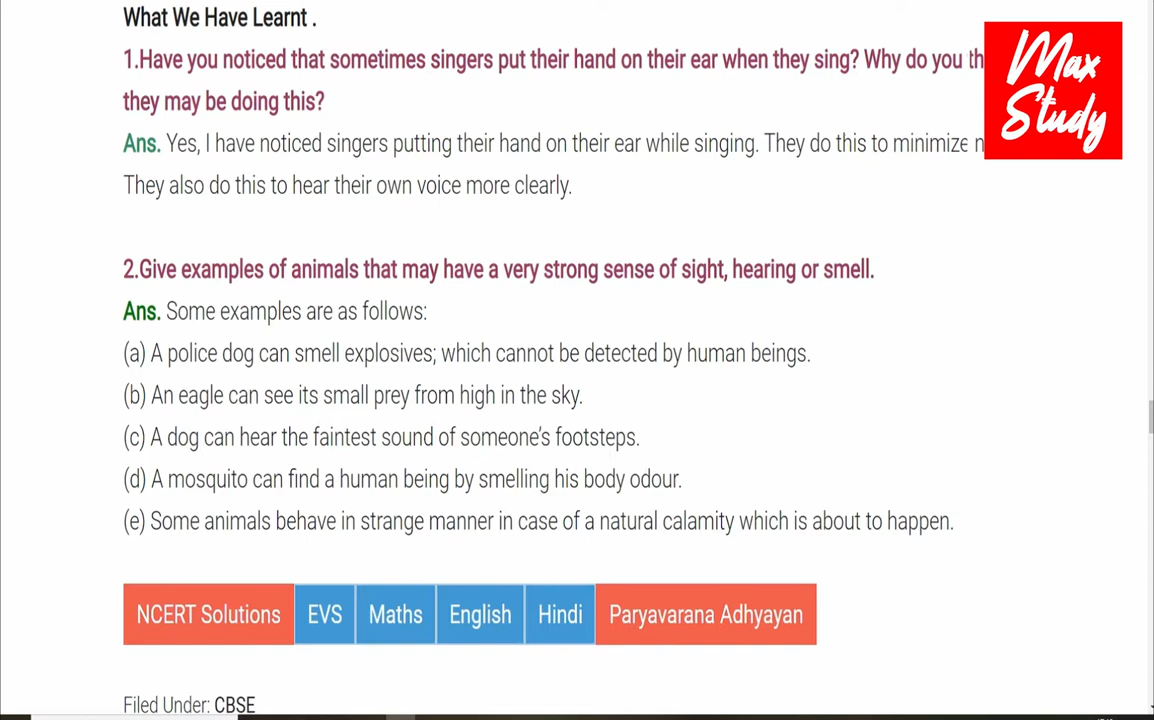 What We Have Learnt .
1.Have you noticed that sometimes singers put their hand on their ear when they sing? Why do you th
they may be doing this?
Ans. Yes, I have noticed singers putting their hand on their ear while singing. They do this to minimize n
They also do this to hear their own voice more clearly.
2.Give examples of animals that may have a very strong sense of sight, hearing or smell.
Ans. Some examples are as follows:
(a) A police dog can smell explosives; which cannot be detected by human beings.
(b) An eagle can see its small prey from high in the sky.
(c) A dog can hear the faintest sound of someone's footsteps.
(d) A mosquito can find a human being by smelling his body odour.
(e) Some animals behave in strange manner in case of a natural calamity which is about to happen.
NCERT Solutions EVS Maths English Hindi Paryavarana Adhyayan
Filed Under: CBSE
Max
Study